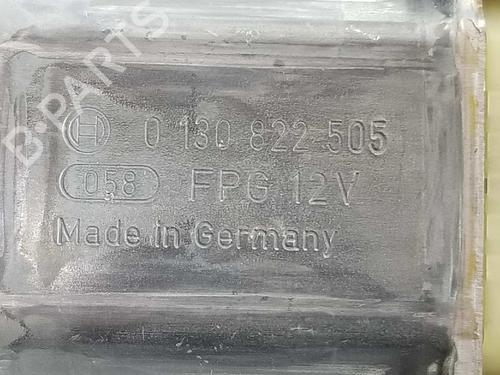 0 130 822 505
058 FPG 12V
Made in Germany
B-PARTS